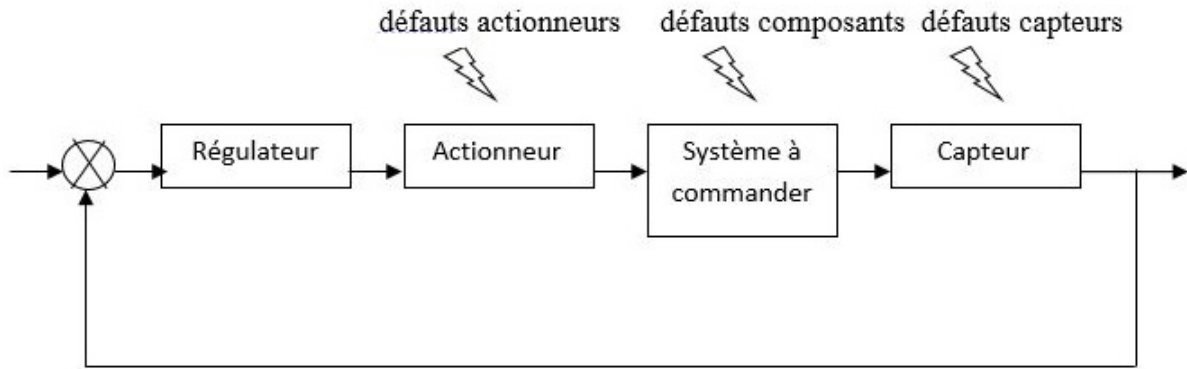 défauts actionneurs défauts composants défauts capteurs
Régulateur
Actionneur
Système à
commander
Capteur